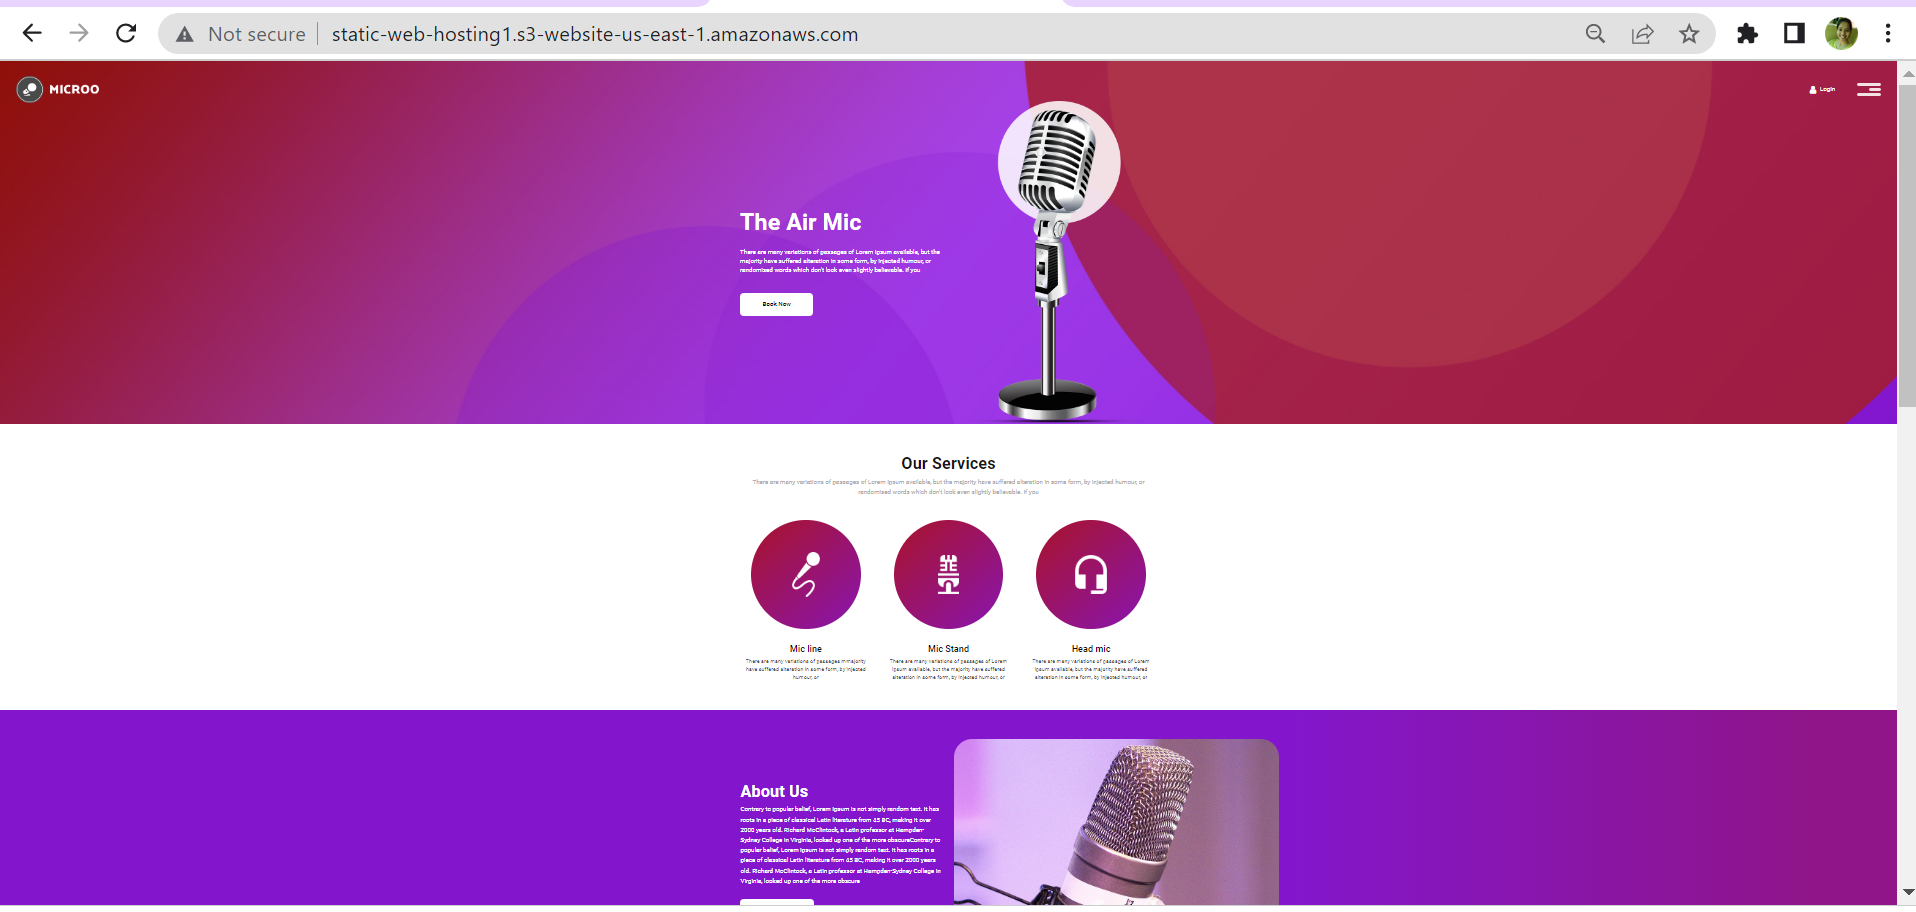 Not secure
static-web-hosting1.s3-website-us-east-1.amazonaws.com
MICROO
Login
The Air Mic
There are many variations of passages of Lorem Ipsum available, but the
majority have suffered alteration in some form, by injected humour, or
randomised words which don't look even slightly believable. If you
Book Now
Our Services
There are many variations of passages of Lorem Ipsum available, but the majority have suffered alteration in some form, by injected humour, or
randomised words which don't look even slightly believable. If you
Mic line
There are many variations of passages mmajority
have suffered alteration in some form, by injected
humour, or
Mic Stand
There are many variations of passages of Lorem
Ipsum available, but the majority have suffered
alteration in some form, by injected humour, or
Head mic
There are many variations of passages of Lorem
Ipsum available, but the majority have suffered
alteration in some form, by injected humour, or
About Us
Contrary to popular belief, Lorem Ipsum is not simply random text. It has
roots in a piece of classical Latin literature from 45 BC, making it over
2000 years old. Richard McClintock, a Latin professor at Hampden-
Sydney College in Virginia, looked up one of the more obscureContrary to
popular belief, Lorem Ipsum is not simply random text. It has roots in a
piece of classical Latin literature from 45 BC, making it over 2000 years
old. Richard McClintock, a Latin professor at Hampden-Sydney College in
Virginia, looked up one of the more obscure